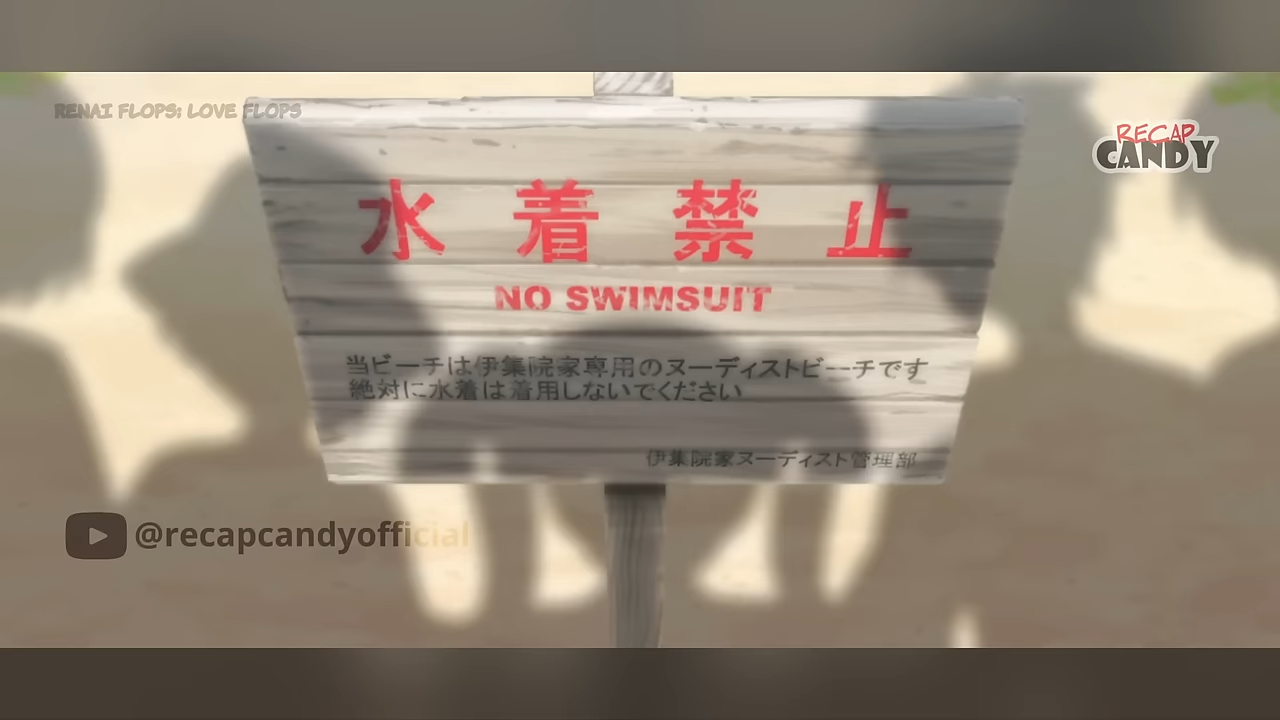 RENAI FLOPS; LOVE FLOPS
RECAP
CANDY
水着禁止
NO SWIMSUIT
当ビーチは伊集院家専用のヌーディストビーチです
絶対に水着は着用しないでください
伊集院家ヌーディスト管理部
@recapcandyofficial